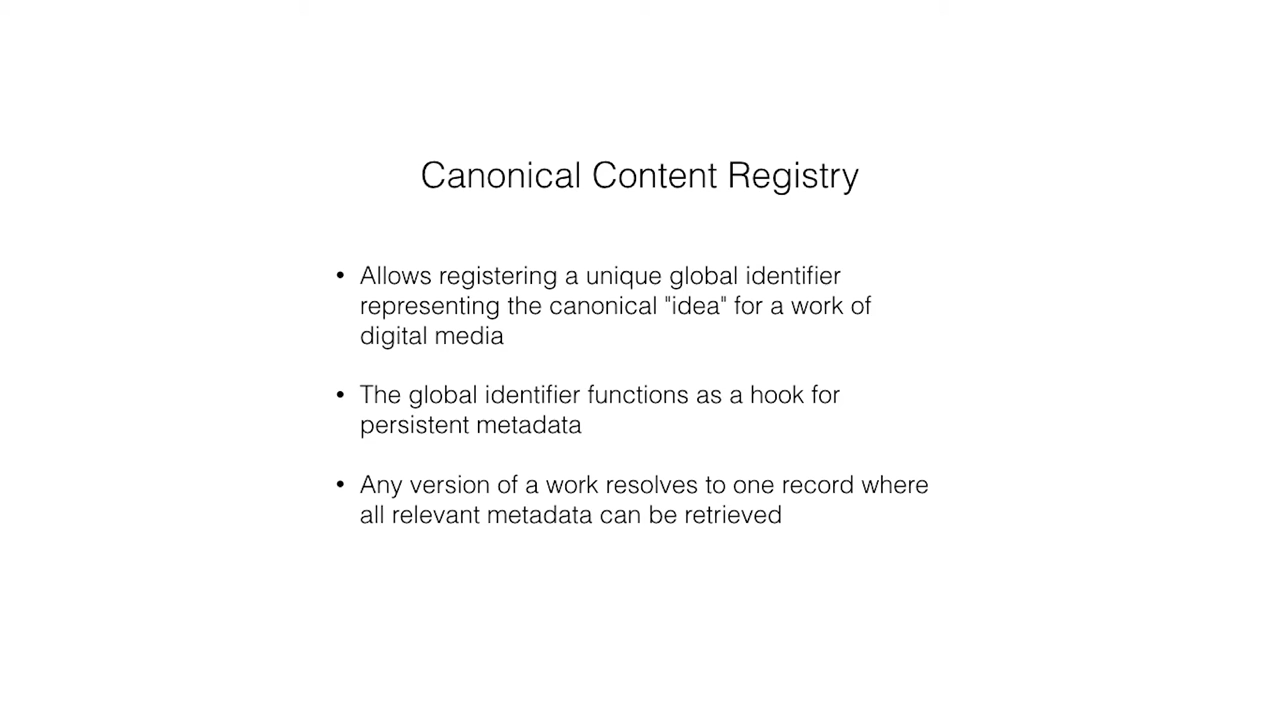 Canonical Content Registry
• Allows registering a unique global identifier
representing the canonical "idea" for a work of
digital media
• The global identifier functions as a hook for
persistent metadata
• Any version of a work resolves to one record where
all relevant metadata can be retrieved